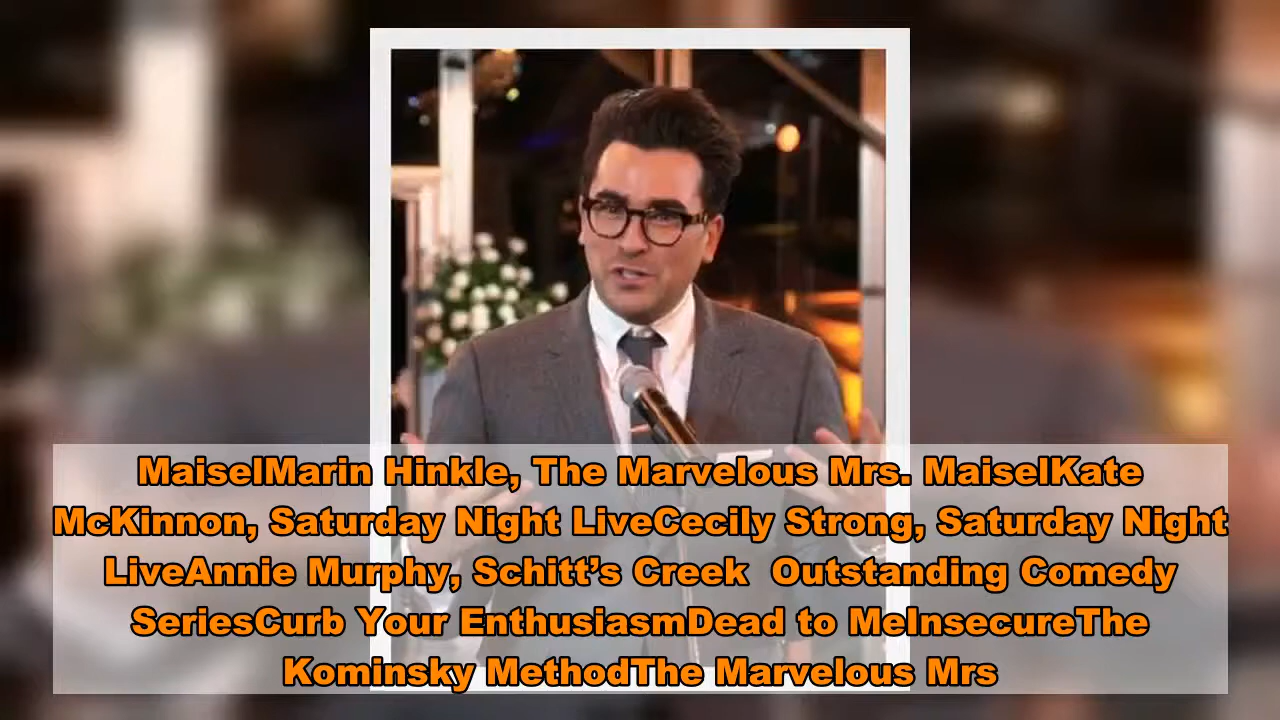 MaiselMarin Hinkle, The Marvelous Mrs. MaiselKate
McKinnon, Saturday Night LiveCecily Strong, Saturday Night
LiveAnnie Murphy, Schitt’s Creek  Outstanding Comedy
SeriesCurb Your EnthusiasmDead to MeInsecureThe
Kominsky MethodThe Marvelous Mrs